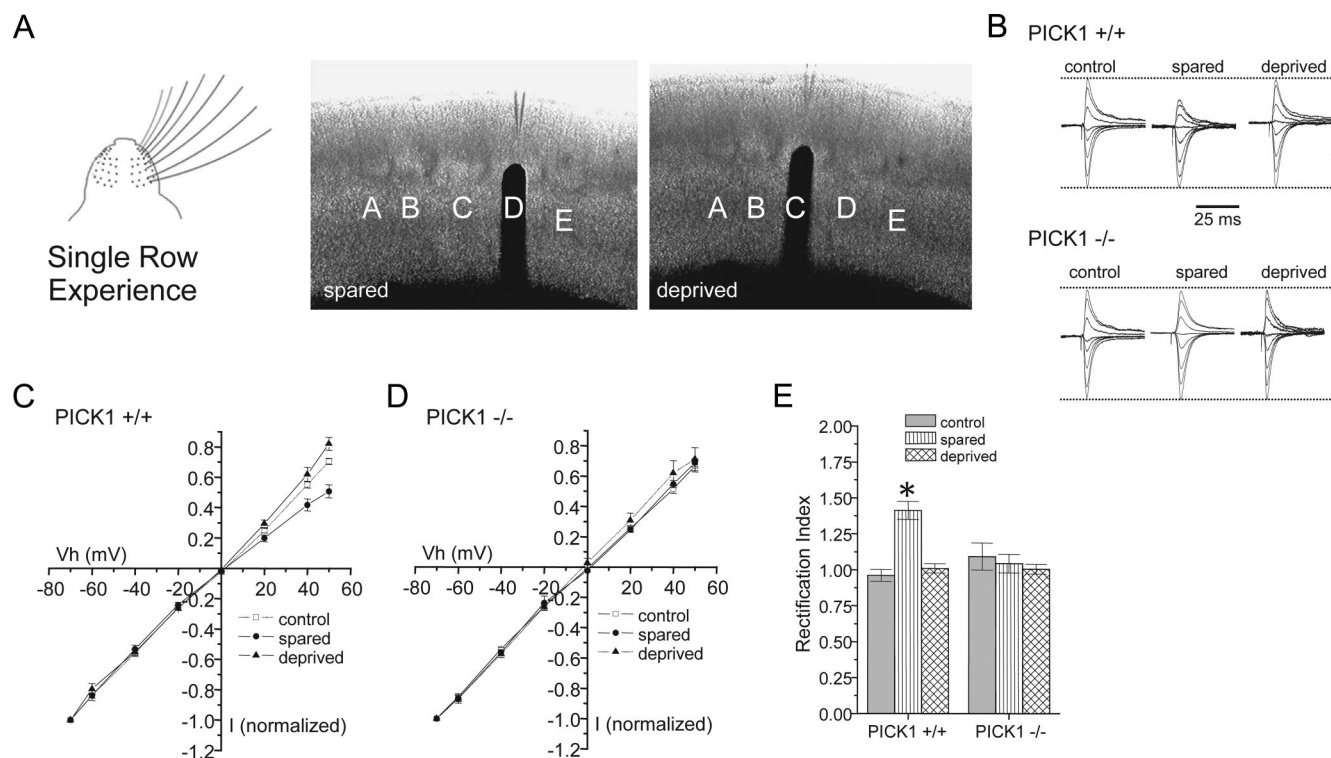 A
Single Row
Experience
A B C D E
spared
A B C D E
deprived
B
PICK1 +/+
control spared deprived
25 ms
PICK1 -/-
control spared deprived
C
PICK1 +/+
0.8
0.6
0.4
0.2
Vh (mV)
-80 -60 -40 -20 0 20 40 60
-0.2
-0.4
-0.6
-0.8
-1.0
-1.2
control
spared
deprived
I (normalized)
D
PICK1 -/-
0.8
0.6
0.4
0.2
Vh (mV)
-80 -60 -40 -20 0 20 40 60
-0.2
-0.4
-0.6
-0.8
-1.0
-1.2
control
spared
deprived
I (normalized)
E
control
spared
deprived
Rectification Index
2.00
1.75
1.50
1.25
1.00
0.75
0.50
0.25
0.00
*
PICK1 +/+ PICK1 -/-